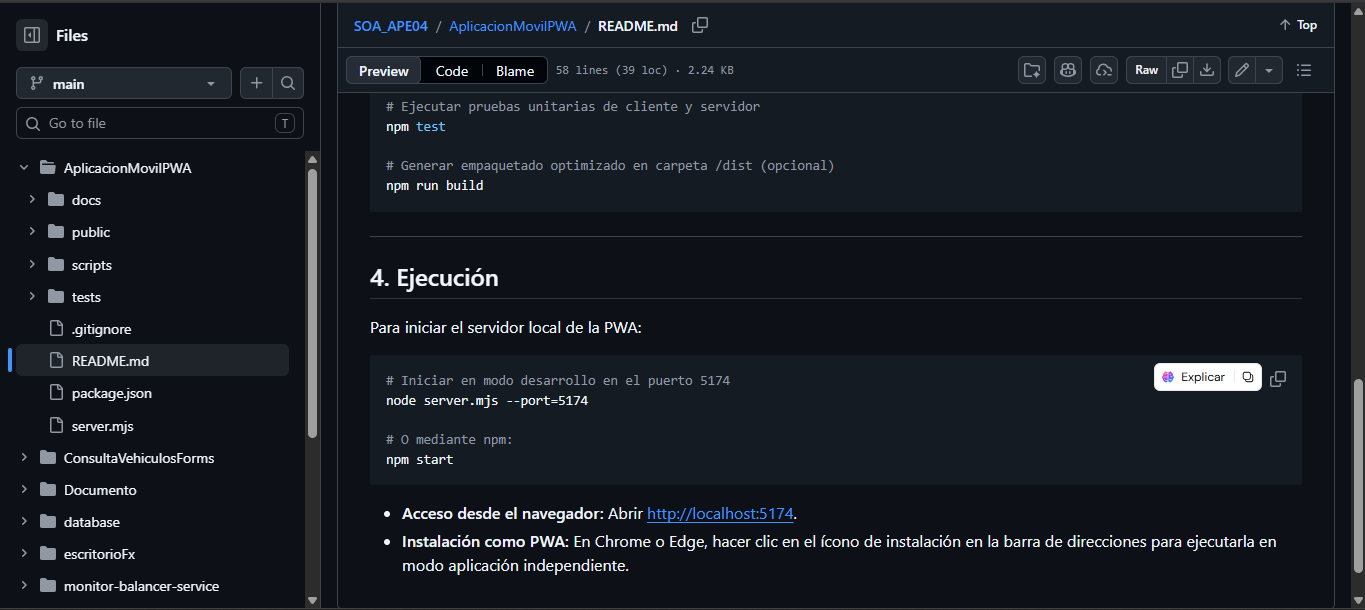 Files
main
Go to file
T
AplicacionMovilPWA
docs
public
scripts
tests
.gitignore
README.md
package.json
server.mjs
ConsultaVehiculosForms
Documento
database
escritorioFx
monitor-balancer-service
SOA_APE04 / AplicacionMovilPWA / README.md
Top
Preview Code Blame 58 lines (39 loc) · 2.24 KB
Raw
# Ejecutar pruebas unitarias de cliente y servidor
npm test
# Generar empaquetado optimizado en carpeta /dist (opcional)
npm run build
4. Ejecución
Para iniciar el servidor local de la PWA:
# Iniciar en modo desarrollo en el puerto 5174
node server.mjs --port=5174
Explicar
# O mediante npm:
npm start
• Acceso desde el navegador: Abrir http://localhost:5174.
• Instalación como PWA: En Chrome o Edge, hacer clic en el ícono de instalación en la barra de direcciones para ejecutarla en
modo aplicación independiente.